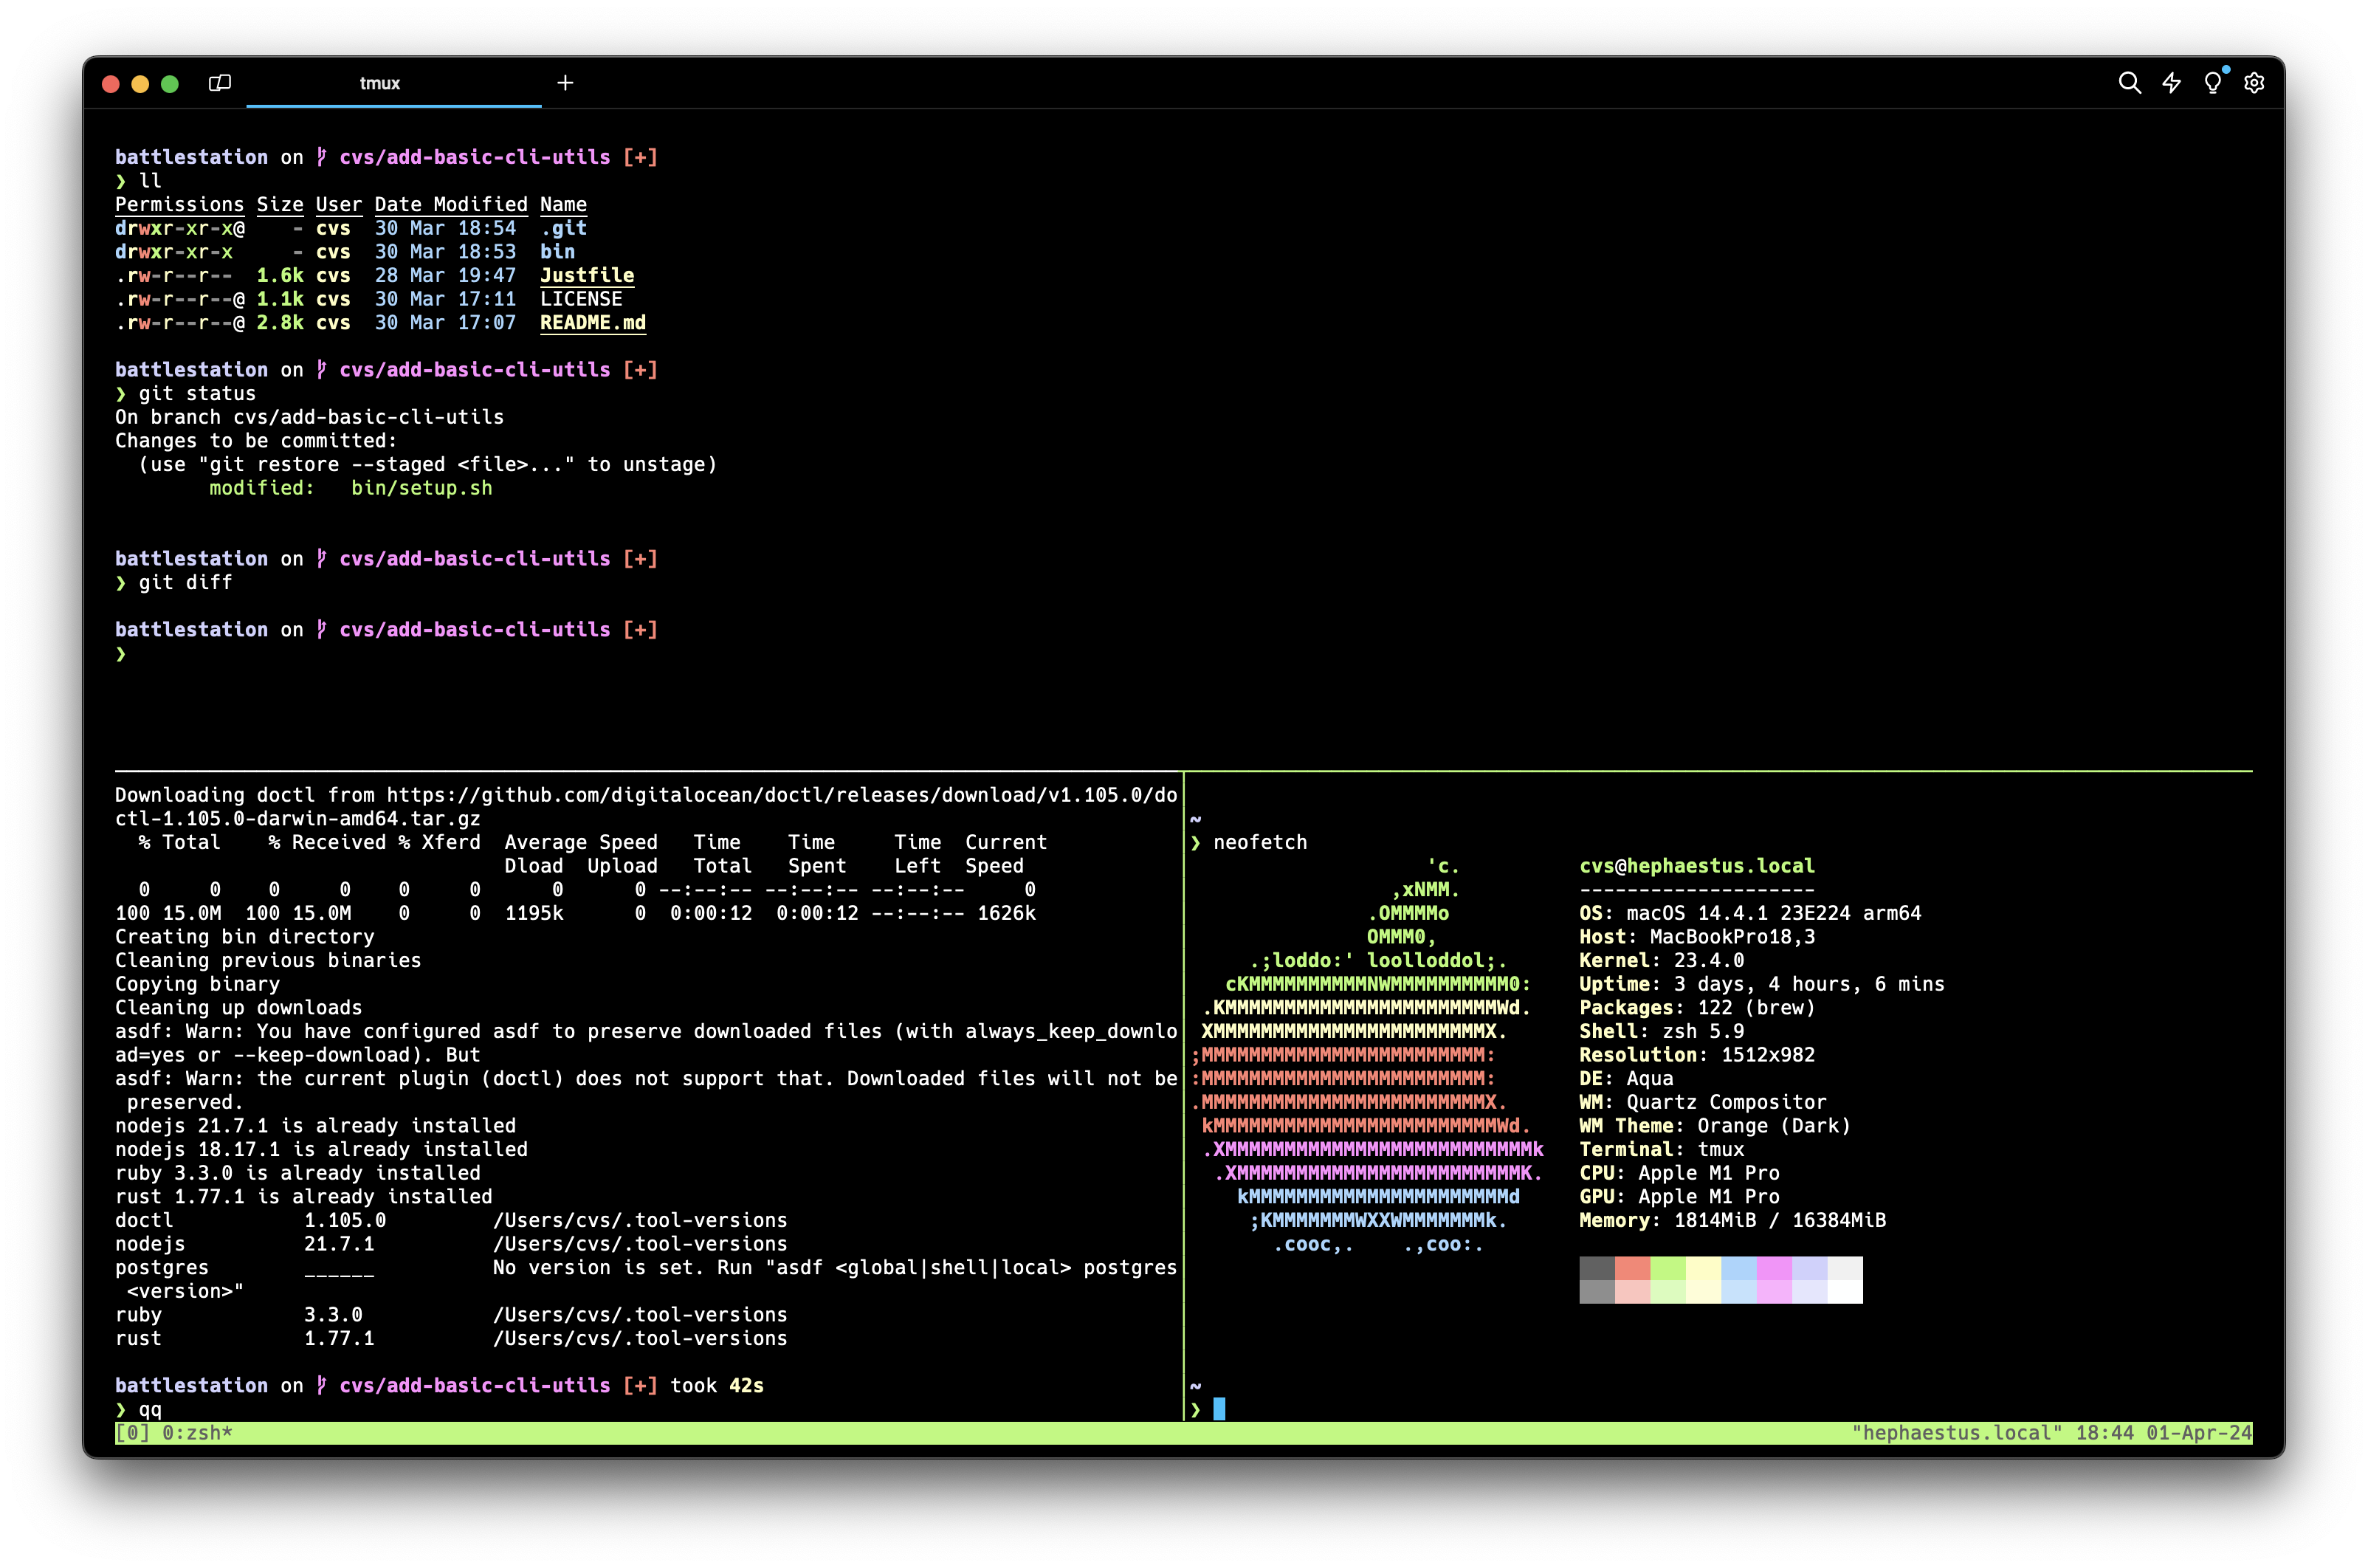 tmux
battlestation on cvs/add-basic-cli-utils [+]
❯ ll
Permissions Size User Date Modified Name
drwxr-xr-x@    - cvs  30 Mar 18:54  .git
drwxr-xr-x     - cvs  30 Mar 18:53  bin
.rw-r--r--  1.6k cvs  28 Mar 19:47  Justfile
.rw-r--r--@ 1.1k cvs  30 Mar 17:11  LICENSE
.rw-r--r--@ 2.8k cvs  30 Mar 17:07  README.md
battlestation on cvs/add-basic-cli-utils [+]
❯ git status
On branch cvs/add-basic-cli-utils
Changes to be committed:
  (use "git restore --staged <file>..." to unstage)
        modified:   bin/setup.sh
battlestation on cvs/add-basic-cli-utils [+]
❯ git diff
battlestation on cvs/add-basic-cli-utils [+]
❯
Downloading doctl from https://github.com/digitalocean/doctl/releases/download/v1.105.0/do
ctl-1.105.0-darwin-amd64.tar.gz
  % Total    % Received % Xferd  Average Speed   Time    Time     Time  Current
                                 Dload  Upload   Total   Spent    Left  Speed
  0     0    0     0    0     0      0      0 --:--:-- --:--:-- --:--:--     0
100 15.0M  100 15.0M    0     0  1195k      0  0:00:12  0:00:12 --:--:-- 1626k
Creating bin directory
Cleaning previous binaries
Copying binary
Cleaning up downloads
asdf: Warn: You have configured asdf to preserve downloaded files (with always_keep_downlo
ad=yes or --keep-download). But
asdf: Warn: the current plugin (doctl) does not support that. Downloaded files will not be
 preserved.
nodejs 21.7.1 is already installed
nodejs 18.17.1 is already installed
ruby 3.3.0 is already installed
rust 1.77.1 is already installed
doctl           1.105.0         /Users/cvs/.tool-versions
nodejs          21.7.1          /Users/cvs/.tool-versions
postgres        ______          No version is set. Run "asdf <global|shell|local> postgres
 <version>"
ruby            3.3.0           /Users/cvs/.tool-versions
rust            1.77.1          /Users/cvs/.tool-versions
battlestation on cvs/add-basic-cli-utils [+] took 42s
❯ qq
~
❯ neofetch
                    'c.          cvs@hephaestus.local
                 ,xNMM.          --------------------
               .OMMMMo           OS: macOS 14.4.1 23E224 arm64
               OMMM0,            Host: MacBookPro18,3
     .;loddo:' loolloddol;.      Kernel: 23.4.0
   cKMMMMMMMMMMNWMMMMMMMMMM0:    Uptime: 3 days, 4 hours, 6 mins
 .KMMMMMMMMMMMMMMMMMMMMMMMWd.    Packages: 122 (brew)
 XMMMMMMMMMMMMMMMMMMMMMMMX.      Shell: zsh 5.9
;MMMMMMMMMMMMMMMMMMMMMMMM:       Resolution: 1512x982
:MMMMMMMMMMMMMMMMMMMMMMMM:       DE: Aqua
.MMMMMMMMMMMMMMMMMMMMMMMMX.      WM: Quartz Compositor
 kMMMMMMMMMMMMMMMMMMMMMMMMWd.    WM Theme: Orange (Dark)
 .XMMMMMMMMMMMMMMMMMMMMMMMMMMk   Terminal: tmux
  .XMMMMMMMMMMMMMMMMMMMMMMMMK.   CPU: Apple M1 Pro
    kMMMMMMMMMMMMMMMMMMMMMMd     GPU: Apple M1 Pro
     ;KMMMMMMMWXXWMMMMMMMk.      Memory: 1814MiB / 16384MiB
       .cooc,.    .,coo:.
~
❯
[0] 0:zsh* "hephaestus.local" 18:44 01-Apr-24